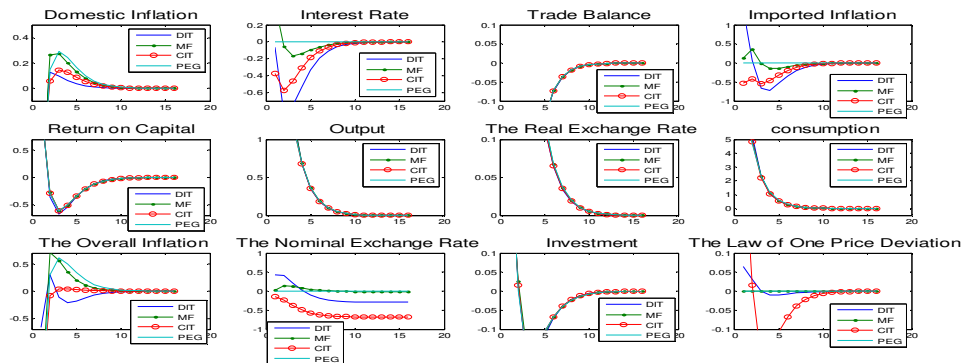 Domestic Inflation
0.4
0.2
0
0
5
10
15
20
DIT
MF
CIT
PEG
Interest Rate
0.2
0
-0.2
-0.4
-0.6
0
5
10
15
20
DIT
MF
CIT
PEG
Trade Balance
0.1
0.05
0
-0.05
-0.1
0
5
10
15
20
DIT
MF
CIT
PEG
Imported Inflation
0.1
0.05
0
-0.05
-0.1
0
5
10
15
20
DIT
MF
CIT
PEG
Return on Capital
0.5
0
-0.5
0
5
10
15
20
DIT
MF
CIT
PEG
Output
1
0.5
0
0
5
10
15
20
DIT
MF
CIT
PEG
The Real Exchange Rate
0.1
0.05
0
0
5
10
15
20
DIT
MF
CIT
PEG
consumption
5
4
3
2
1
0
0
5
10
15
20
DIT
MF
CIT
PEG
The Overall Inflation
0.5
0
-0.5
0
5
10
15
20
DIT
MF
CIT
PEG
The Nominal Exchange Rate
1
0.5
0
-0.5
-1
0
5
10
15
20
DIT
MF
CIT
PEG
Investment
0.1
0.05
0
-0.05
-0.1
0
5
10
15
20
DIT
MF
CIT
PEG
The Law of One Price Deviation
0.1
0.05
0
-0.05
-0.1
0
5
10
15
20
DIT
MF
CIT
PEG